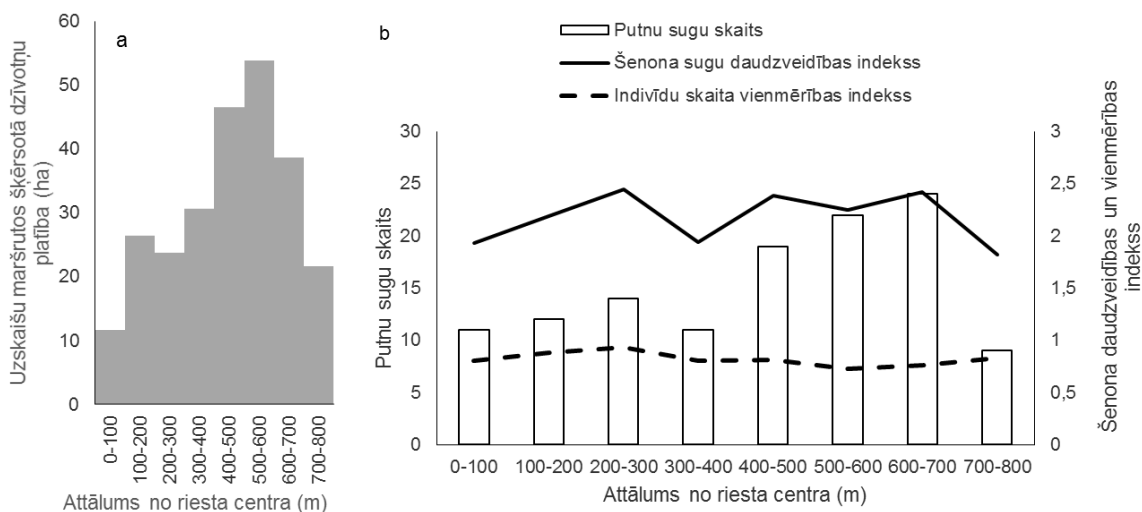 a
Uzskaišu maršrutos šķērsotā dzīvotņu
platība (ha)
60
50
40
30
20
10
0
0-100
100-200
200-300
300-400
400-500
500-600
600-700
700-800
Attālums no riesta centra (m)
b
Putnu sugu skaits
Šenona sugu daudzveidības indekss
Indivīdu skaita vienmērības indekss
Putnu sugu skaits
30
25
20
15
10
5
0
3
2,5
2
1,5
1
0,5
0
Šenona daudzveidības un vienmērības
indekss
0-100 100-200 200-300 300-400 400-500 500-600 600-700 700-800
Attālums no riesta centra (m)